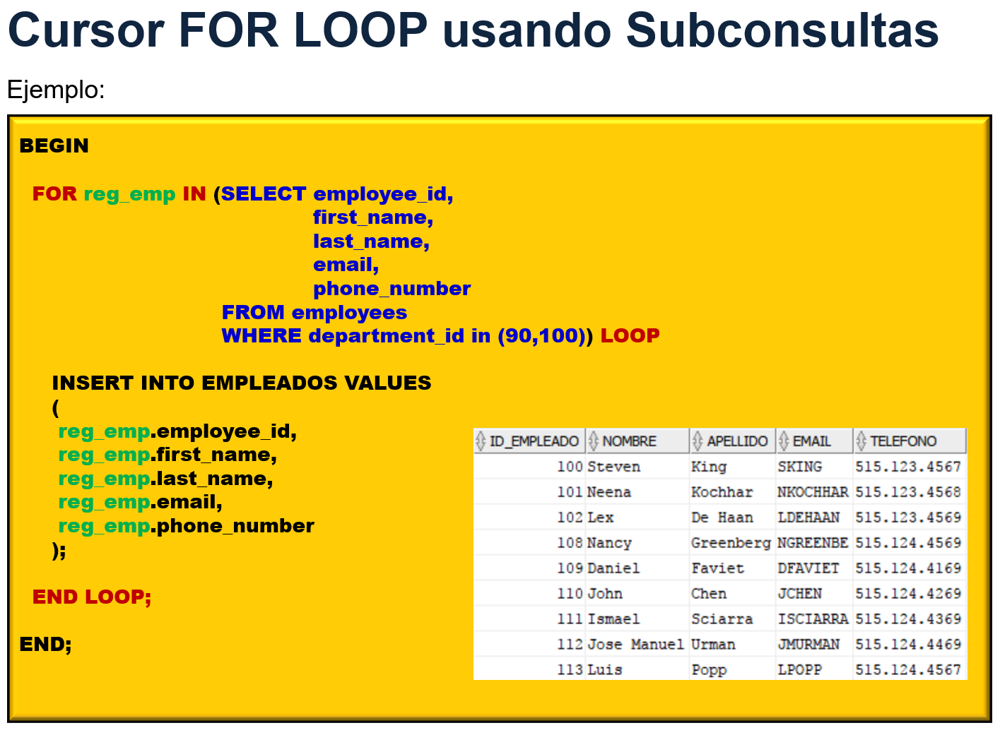 Cursor FOR LOOP usando Subconsultas
Ejemplo:
BEGIN
FOR reg_emp IN (SELECT employee_id,
first_name,
last_name,
email,
phone_number
FROM employees
WHERE department_id in (90,100)) LOOP
INSERT INTO EMPLEADOS VALUES
(
reg_emp.employee_id,
reg_emp.first_name,
reg_emp.last_name,
reg_emp.email,
reg_emp.phone_number
);
END LOOP;
END;
ID_EMPLEADO NOMBRE APELLIDO EMAIL TELEFONO
100 Steven King SKING 515.123.4567
101 Neena Kochhar NKOCHHAR 515.123.4568
102 Lex De Haan LDEHAAN 515.123.4569
108 Nancy Greenberg NGREENBE 515.124.4569
109 Daniel Faviet DFAVIET 515.124.4169
110 John Chen JCHEN 515.124.4269
111 Ismael Sciarra ISCIARRA 515.124.4369
112 Jose Manuel Urman JMURMAN 515.124.4469
113 Luis Popp LPOPP 515.124.4567